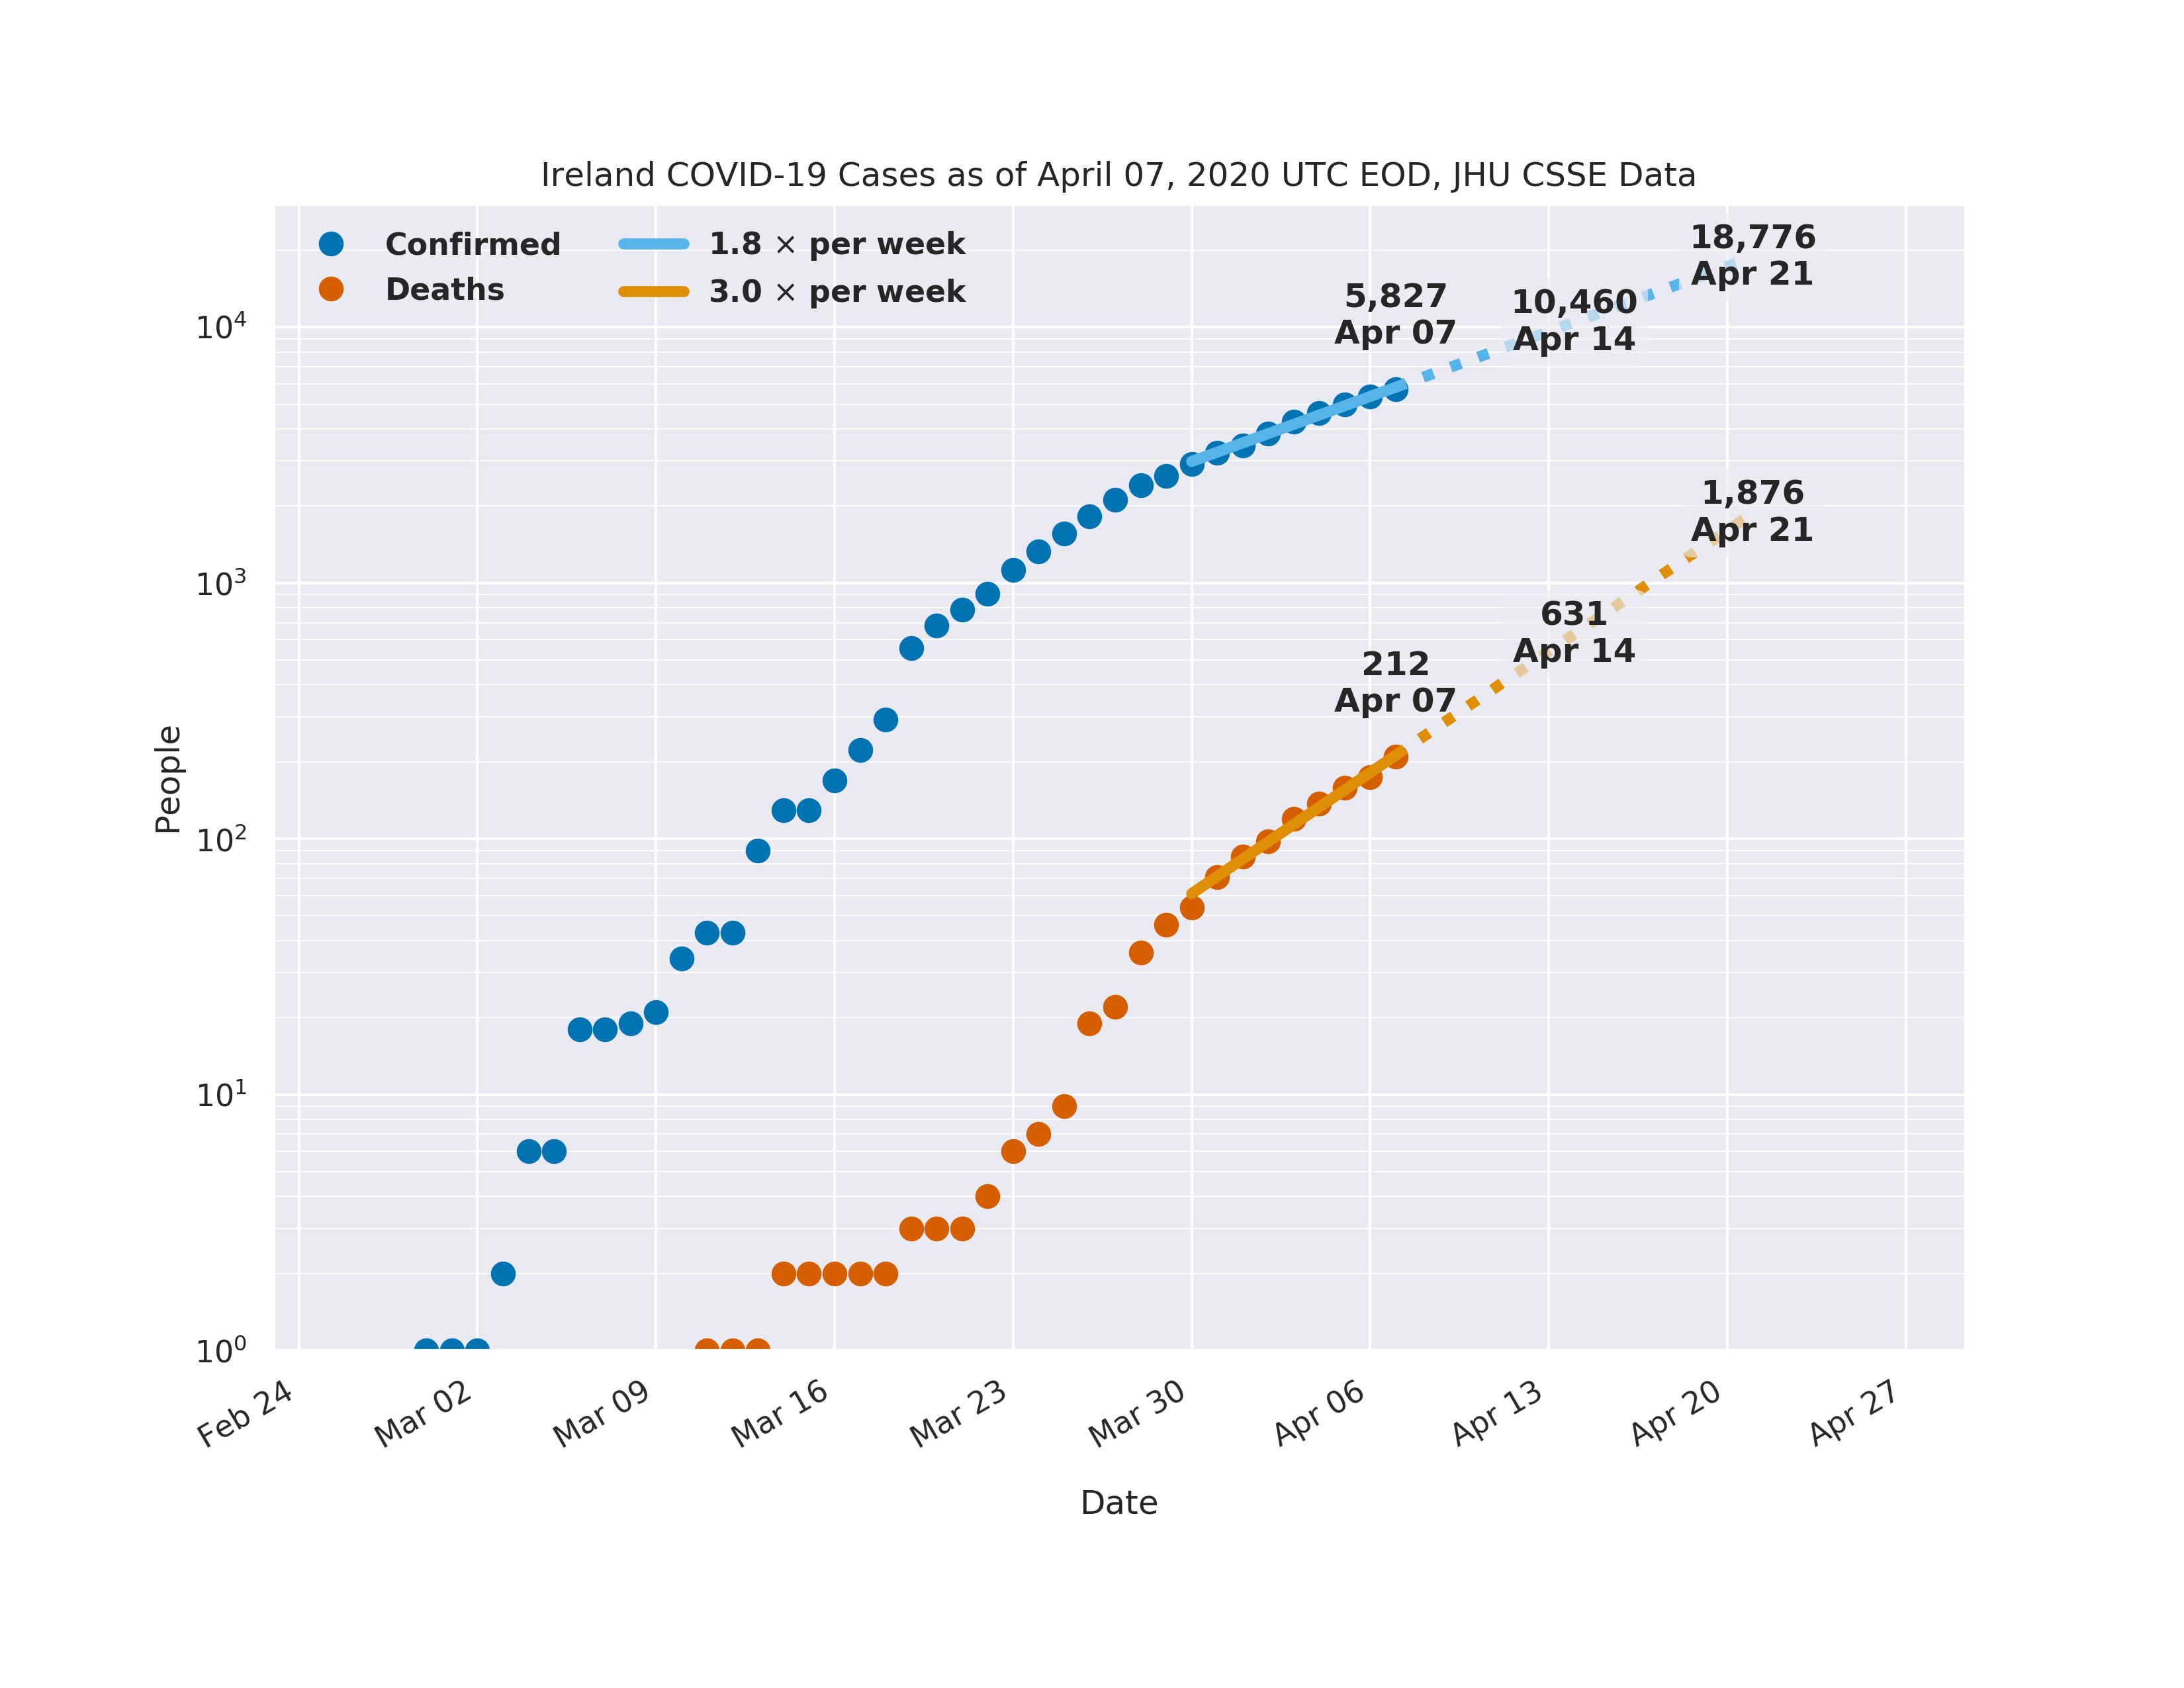 Ireland COVID-19 Cases as of April 07, 2020 UTC EOD, JHU CSSE Data
Confirmed
Deaths
1.8 × per week
3.0 × per week
18,776
Apr 21
5,827
Apr 07
10,460
Apr 14
1,876
Apr 21
631
Apr 14
212
Apr 07
People
10⁴
10³
10²
10¹
10⁰
Feb 24
Mar 02
Mar 09
Mar 16
Mar 23
Mar 30
Apr 06
Apr 13
Apr 20
Apr 27
Date